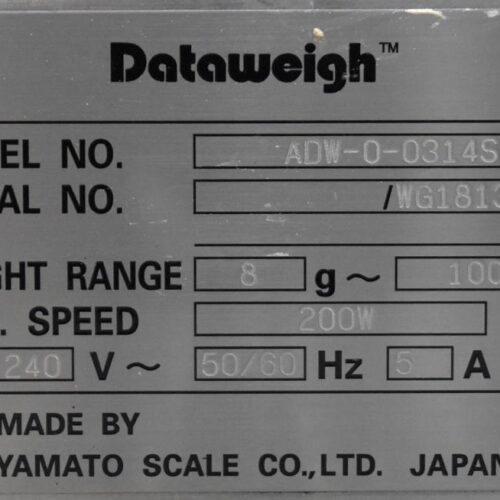 Dataweigh™
EL NO. ADW-O-0314S
AL NO. /WG1813
GHT RANGE 8 g~ 100
. SPEED 200W
240 V~ 50/60 Hz 5 A
MADE BY
YAMATO SCALE CO.,LTD. JAPAN